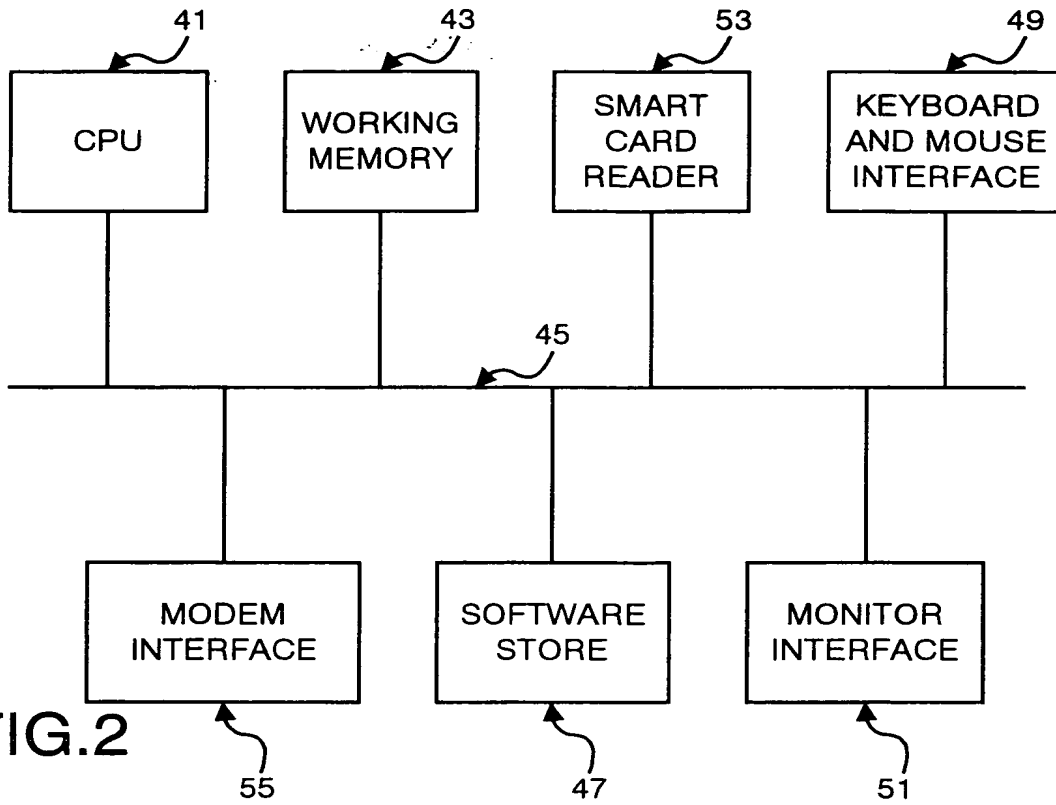 41
43
53
49
CPU
WORKING
MEMORY
SMART
CARD
READER
KEYBOARD
AND MOUSE
INTERFACE
45
MODEM
INTERFACE
SOFTWARE
STORE
MONITOR
INTERFACE
FIG.2
55
47
51